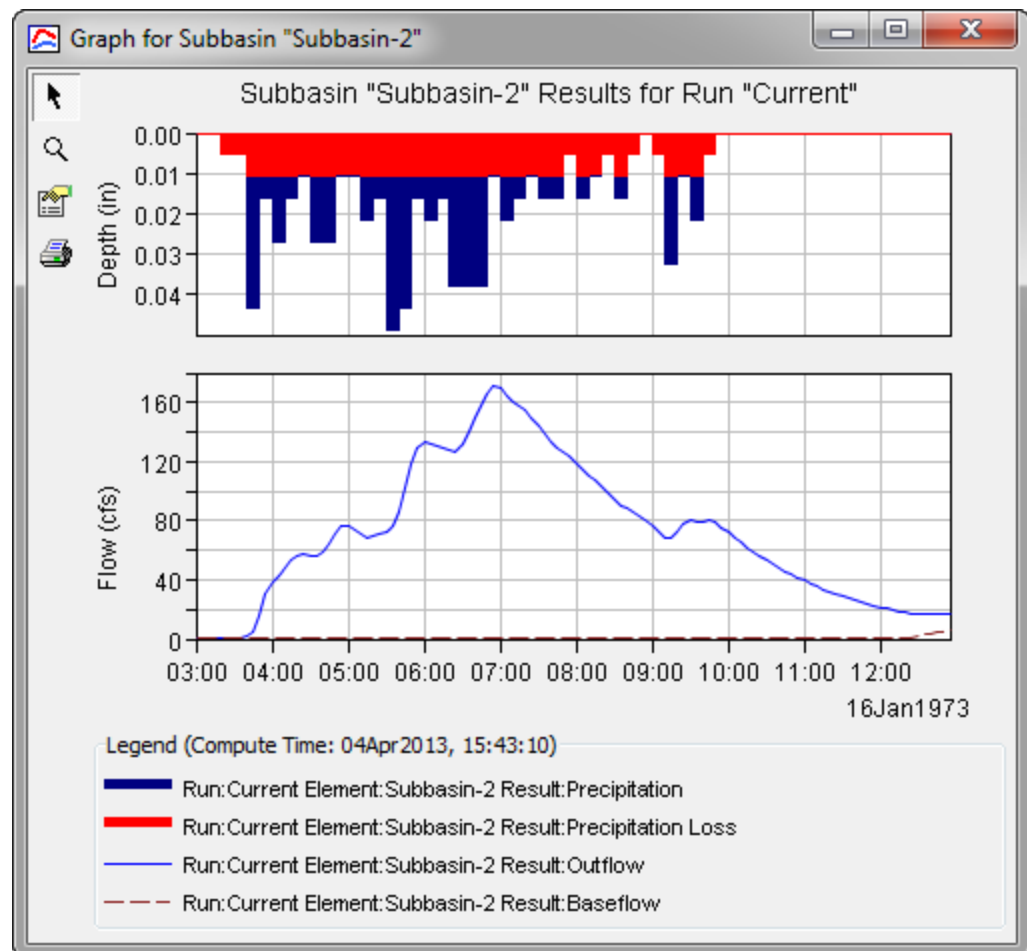 Graph for Subbasin "Subbasin-2"
Subbasin "Subbasin-2" Results for Run "Current"
0.00
0.01
0.02
0.03
0.04
Depth (in)
160
120
80
40
0
Flow (cfs)
03:00 04:00 05:00 06:00 07:00 08:00 09:00 10:00 11:00 12:00
16Jan1973
Legend (Compute Time: 04Apr2013, 15:43:10)
Run:Current Element:Subbasin-2 Result:Precipitation
Run:Current Element:Subbasin-2 Result:Precipitation Loss
Run:Current Element:Subbasin-2 Result:Outflow
Run:Current Element:Subbasin-2 Result:Baseflow